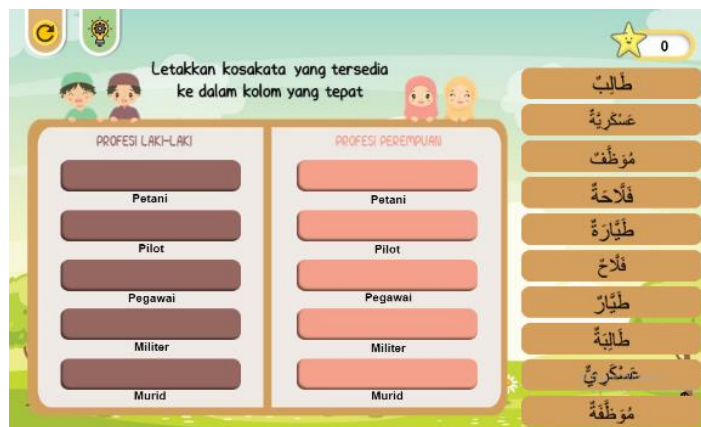 0
Letakkan kosakata yang tersedia
ke dalam kolom yang tepat
PROFESI LAKI-LAKI
Petani
Pilot
Pegawai
Militer
Murid
PROFESI PEREMPUAN
Petani
Pilot
Pegawai
Militer
Murid
طَالِبٌ
عَسْكَرِيَّةٌ
مُوَظَّفٌ
فَلَّاحَةٌ
طَيَّارَةٌ
فَلَّاحٌ
طَيَّارٌ
طَالِبَةٌ
عَسْكَرِيٌّ
مُوَظَّفَةٌ